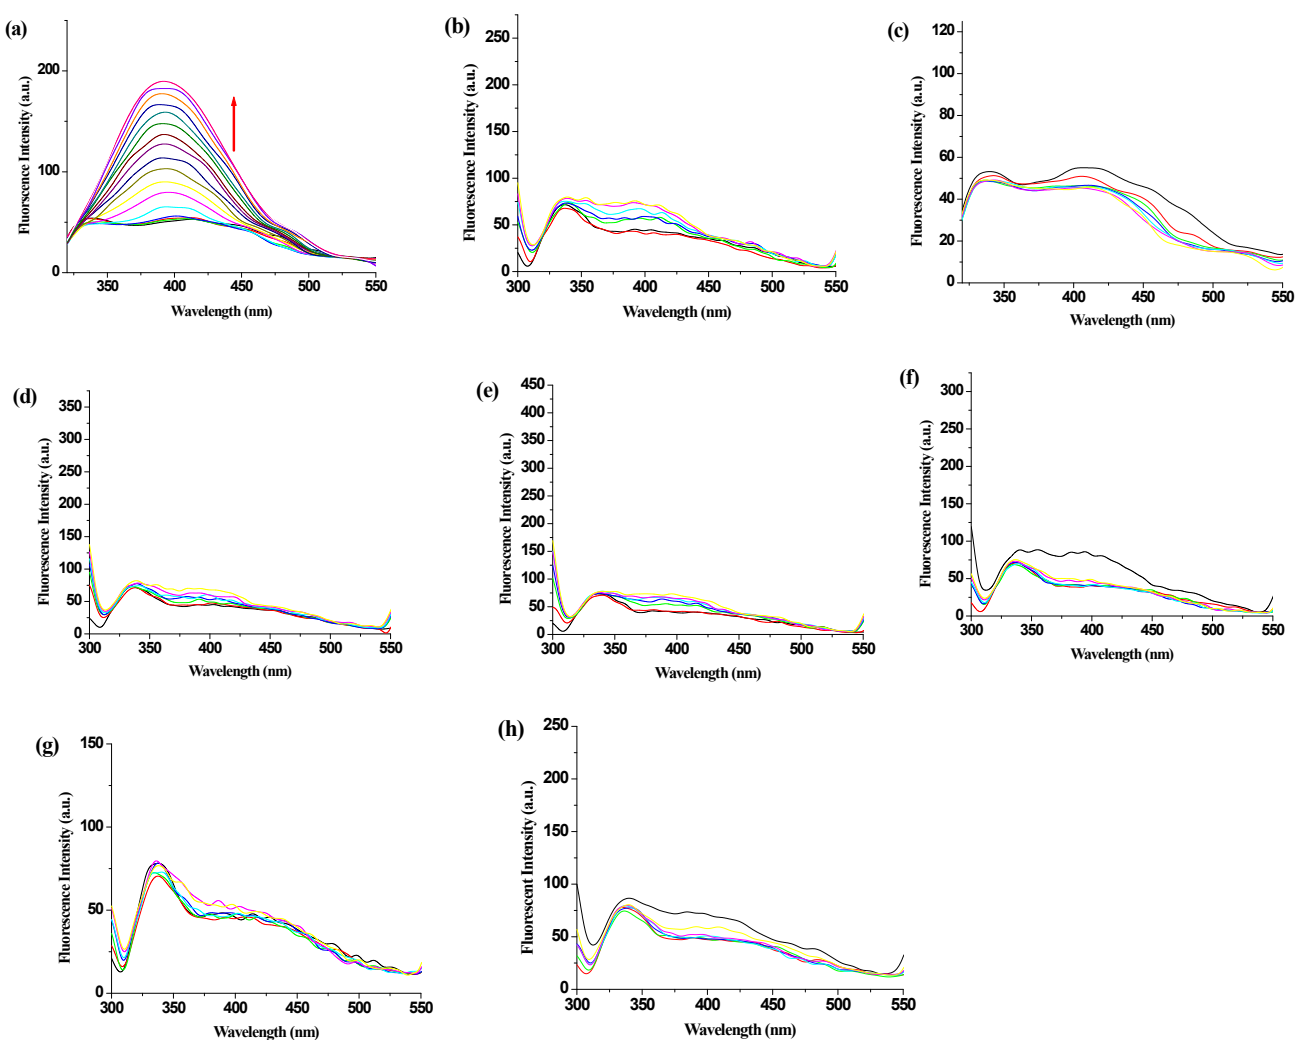 (a)
Fluorescence Intensity (a.u.)
200
100
0
350 400 450 500 550
Wavelength (nm)
(b)
Fluorescence Intensity (a.u.)
250
200
150
100
50
0
300 350 400 450 500 550
Wavelength (nm)
(c)
Fluorescence Intensity (a.u.)
120
100
80
60
40
20
0
350 400 450 500 550
Wavelength (nm)
(d)
Fluorescence Intensity (a.u.)
350
300
250
200
150
100
50
0
300 350 400 450 500 550
Wavelength (nm)
(e)
Fluorescence Intensity (a.u.)
450
400
350
300
250
200
150
100
50
0
300 350 400 450 500 550
Wavelength (nm)
(f)
Fluorescence Intensity (a.u.)
300
250
200
150
100
50
0
300 350 400 450 500 550
Wavelength (nm)
(g)
Fluorescence Intensity (a.u.)
150
100
50
0
300 350 400 450 500 550
Wavelength (nm)
(h)
Fluorescent Intensity (a.u.)
250
200
150
100
50
0
300 350 400 450 500 550
Wavelength (nm)